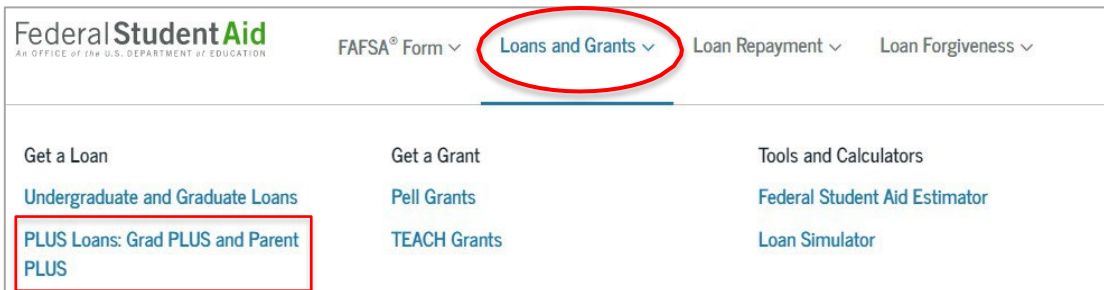 Federal Student Aid
An OFFICE of the U.S. DEPARTMENT of EDUCATION
FAFSA® Form Loans and Grants Loan Repayment Loan Forgiveness
Get a Loan Get a Grant Tools and Calculators
Undergraduate and Graduate Loans Pell Grants Federal Student Aid Estimator
PLUS Loans: Grad PLUS and Parent TEACH Grants Loan Simulator
PLUS